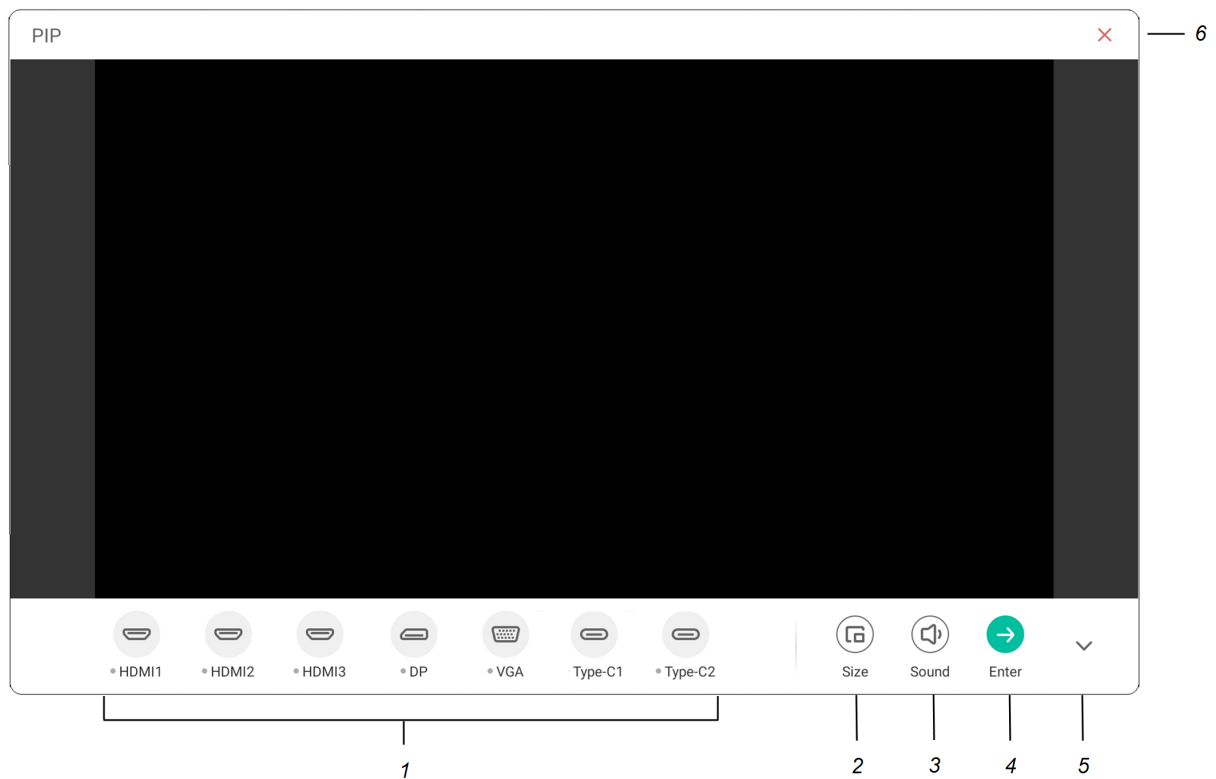 PIP
6
• HDMI1 • HDMI2 • HDMI3 • DP • VGA Type-C1 • Type-C2 Size Sound Enter
1 2 3 4 5